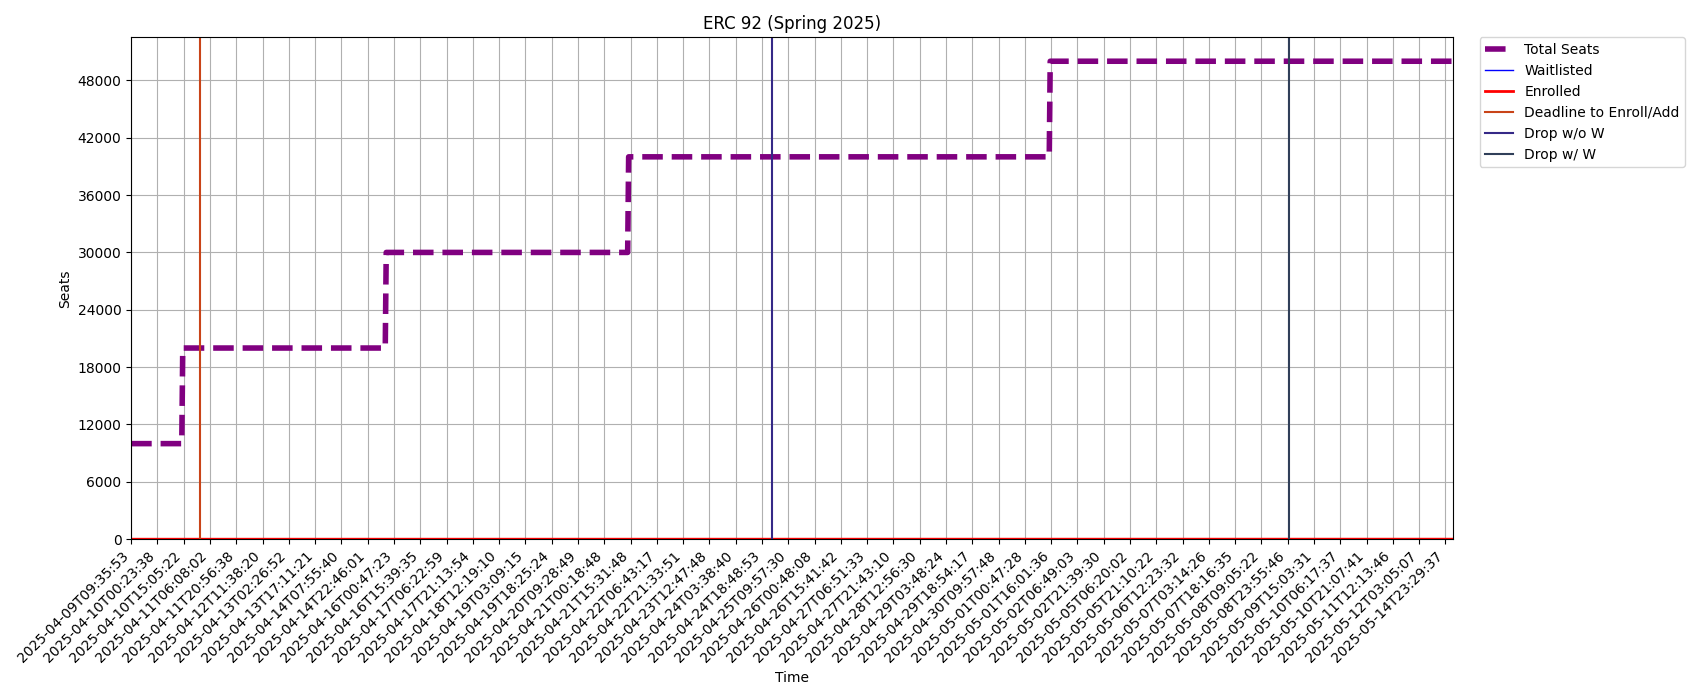 ERC 92 (Spring 2025)
Total Seats
Waitlisted
Enrolled
Deadline to Enroll/Add
Drop w/o W
Drop w/ W
Seats
48000
42000
36000
30000
24000
18000
12000
6000
0
2025-04-09T09:35:53
2025-04-10T00:23:38
2025-04-10T15:05:22
2025-04-11T06:08:02
2025-04-11T20:56:38
2025-04-12T11:38:20
2025-04-13T02:26:52
2025-04-13T17:11:21
2025-04-14T07:55:40
2025-04-14T22:46:01
2025-04-16T00:47:23
2025-04-16T15:39:35
2025-04-17T06:22:59
2025-04-17T21:13:54
2025-04-18T12:19:10
2025-04-19T03:09:15
2025-04-19T18:25:24
2025-04-20T09:28:49
2025-04-21T00:18:48
2025-04-21T15:31:48
2025-04-22T06:43:17
2025-04-22T21:33:51
2025-04-23T12:47:48
2025-04-24T03:38:40
2025-04-24T18:48:53
2025-04-25T09:57:30
2025-04-26T00:48:08
2025-04-26T15:41:42
2025-04-27T06:51:33
2025-04-27T21:43:10
2025-04-28T12:56:30
2025-04-29T03:48:24
2025-04-29T18:54:17
2025-04-30T09:57:48
2025-05-01T00:47:28
2025-05-01T16:01:36
2025-05-02T06:49:03
2025-05-02T21:39:30
2025-05-05T06:20:02
2025-05-05T21:10:22
2025-05-06T12:23:32
2025-05-07T03:14:26
2025-05-07T18:16:35
2025-05-08T09:05:22
2025-05-08T23:55:46
2025-05-09T15:03:31
2025-05-10T06:17:37
2025-05-10T21:07:41
2025-05-11T12:13:46
2025-05-12T03:05:07
2025-05-14T23:29:37
Time